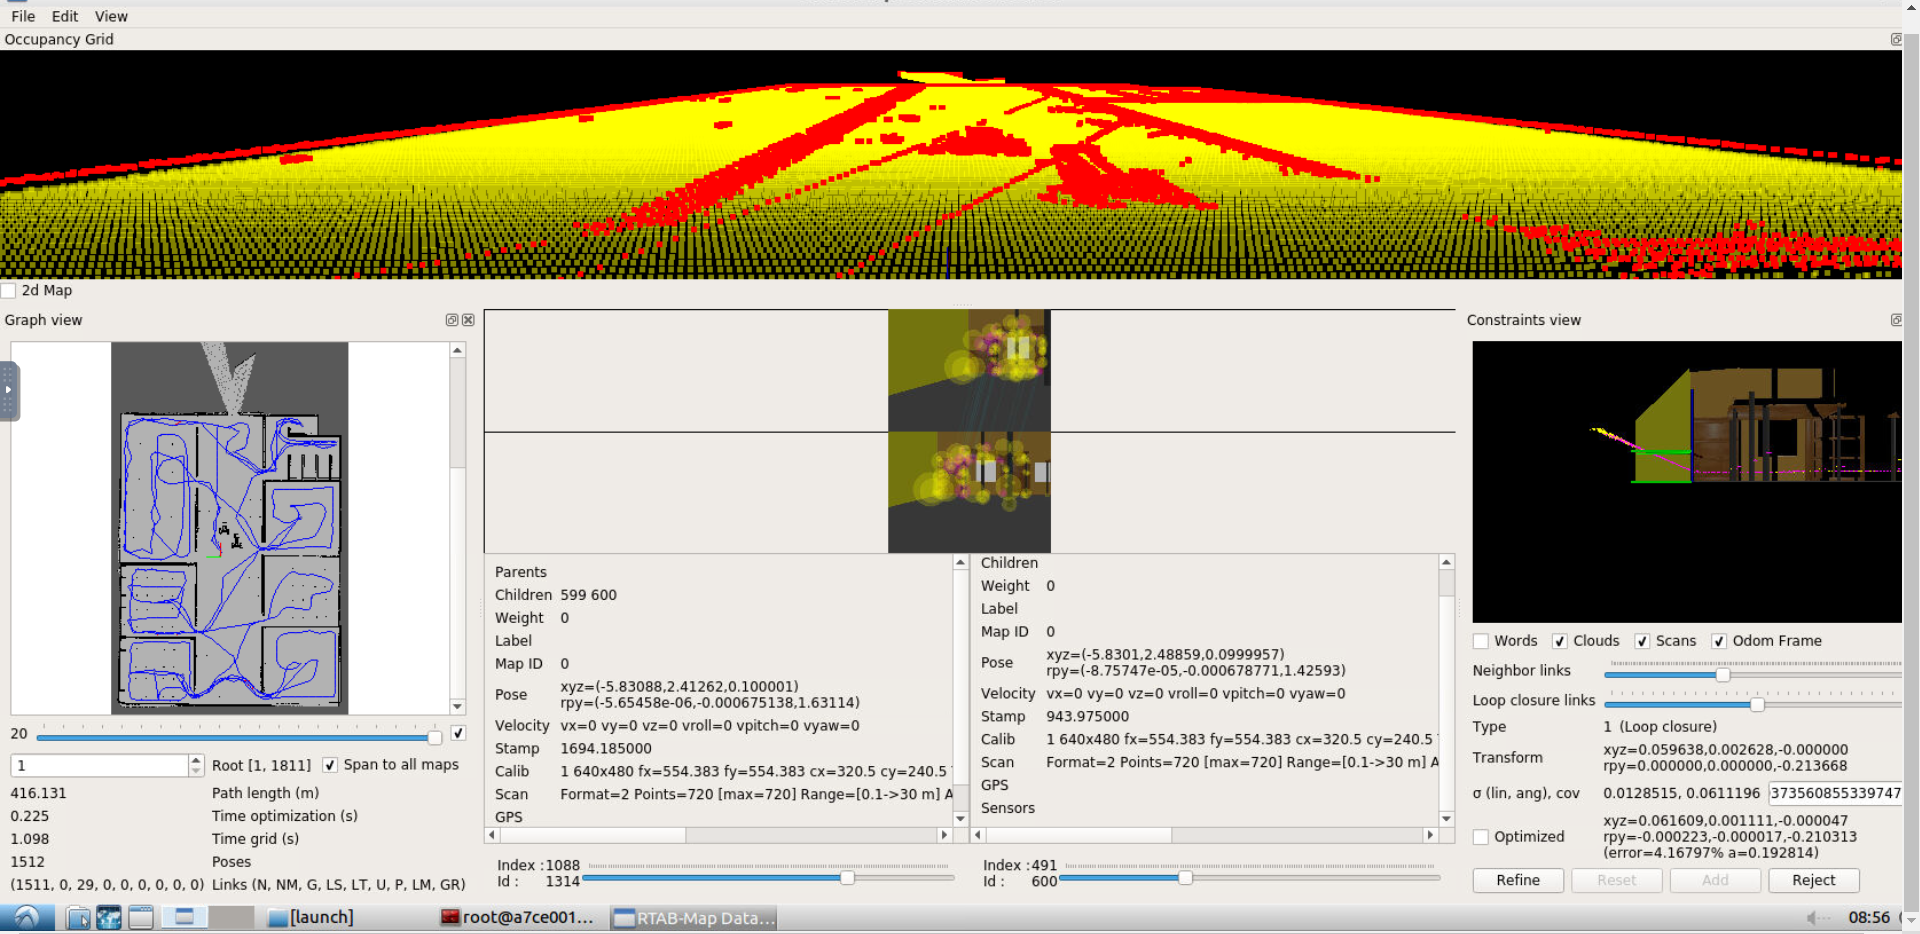 File Edit View
Occupancy Grid
2d Map
Graph view
Constraints view
20
1
Root [1, 1811]
Span to all maps
416.131 Path length (m)
0.225 Time optimization (s)
1.098 Time grid (s)
1512 Poses
(1511, 0, 29, 0, 0, 0, 0, 0, 0) Links (N, NM, G, LS, LT, U, P, LM, GR)
Parents
Children 599 600
Weight 0
Label
Map ID 0
Pose xyz=(-5.83088,2.41262,0.100001)
rpy=(-5.65458e-06,-0.000675138,1.63114)
Velocity vx=0 vy=0 vz=0 vroll=0 vpitch=0 vyaw=0
Stamp 1694.185000
Calib 1 640x480 fx=554.383 fy=554.383 cx=320.5 cy=240.5
Scan Format=2 Points=720 [max=720] Range=[0.1->30 m] A
GPS
Index :1088
Id : 1314
Children
Weight 0
Label
Map ID 0
Pose xyz=(-5.8301,2.48859,0.0999957)
rpy=(-8.75747e-05,-0.000678771,1.42593)
Velocity vx=0 vy=0 vz=0 vroll=0 vpitch=0 vyaw=0
Stamp 943.975000
Calib 1 640x480 fx=554.383 fy=554.383 cx=320.5 cy=240.5
Scan Format=2 Points=720 [max=720] Range=[0.1->30 m] A
GPS
Sensors
Index :491
Id : 600
Words Clouds Scans Odom Frame
Neighbor links
Loop closure links
Type 1 (Loop closure)
Transform xyz=0.059638,0.002628,-0.000000
rpy=0.000000,0.000000,-0.213668
σ (lin, ang), cov 0.0128515, 0.0611196 373560855339747
Optimized xyz=0.061609,0.001111,-0.000047
rpy=-0.000223,-0.000017,-0.210313
(error=4.16797% a=0.192814)
Refine Reset Add Reject
[launch]
root@a7ce001...
RTAB-Map Data...
08:56